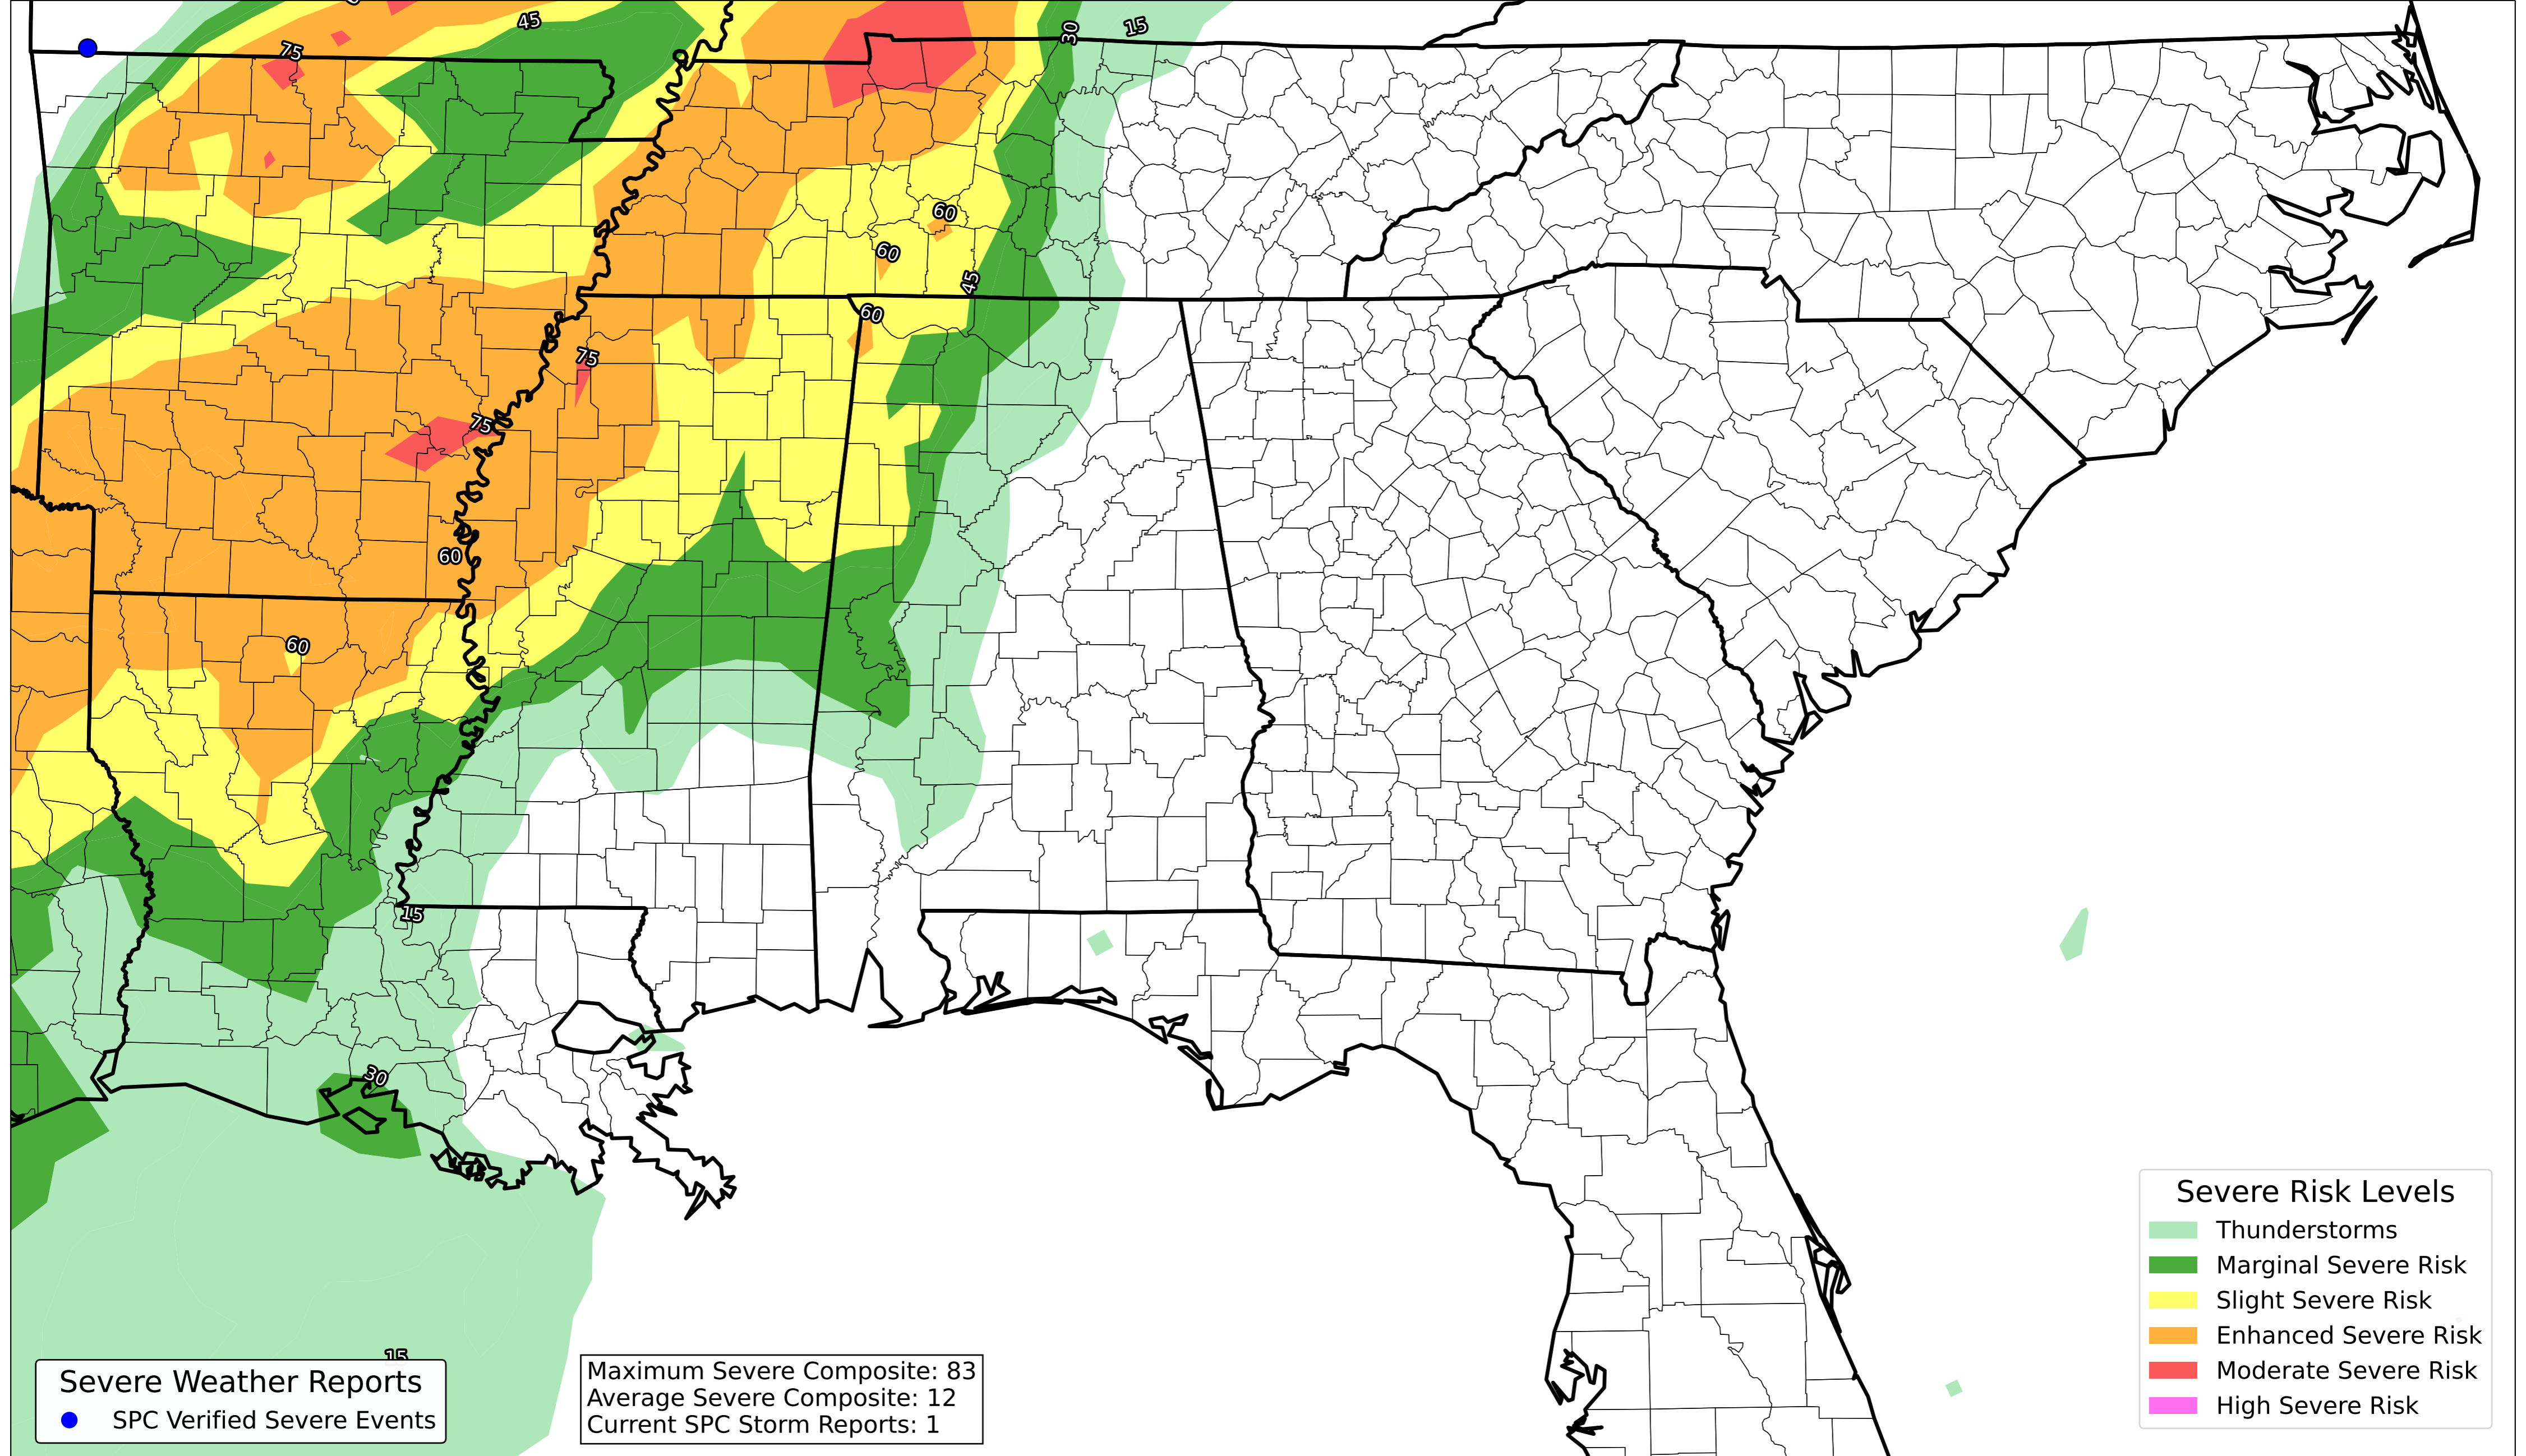 45
30
15
75
60
60
45
60
75
75
60
60
15
30
15
Severe Risk Levels
Thunderstorms
Marginal Severe Risk
Slight Severe Risk
Enhanced Severe Risk
Moderate Severe Risk
High Severe Risk
Severe Weather Reports
SPC Verified Severe Events
Maximum Severe Composite: 83
Average Severe Composite: 12
Current SPC Storm Reports: 1